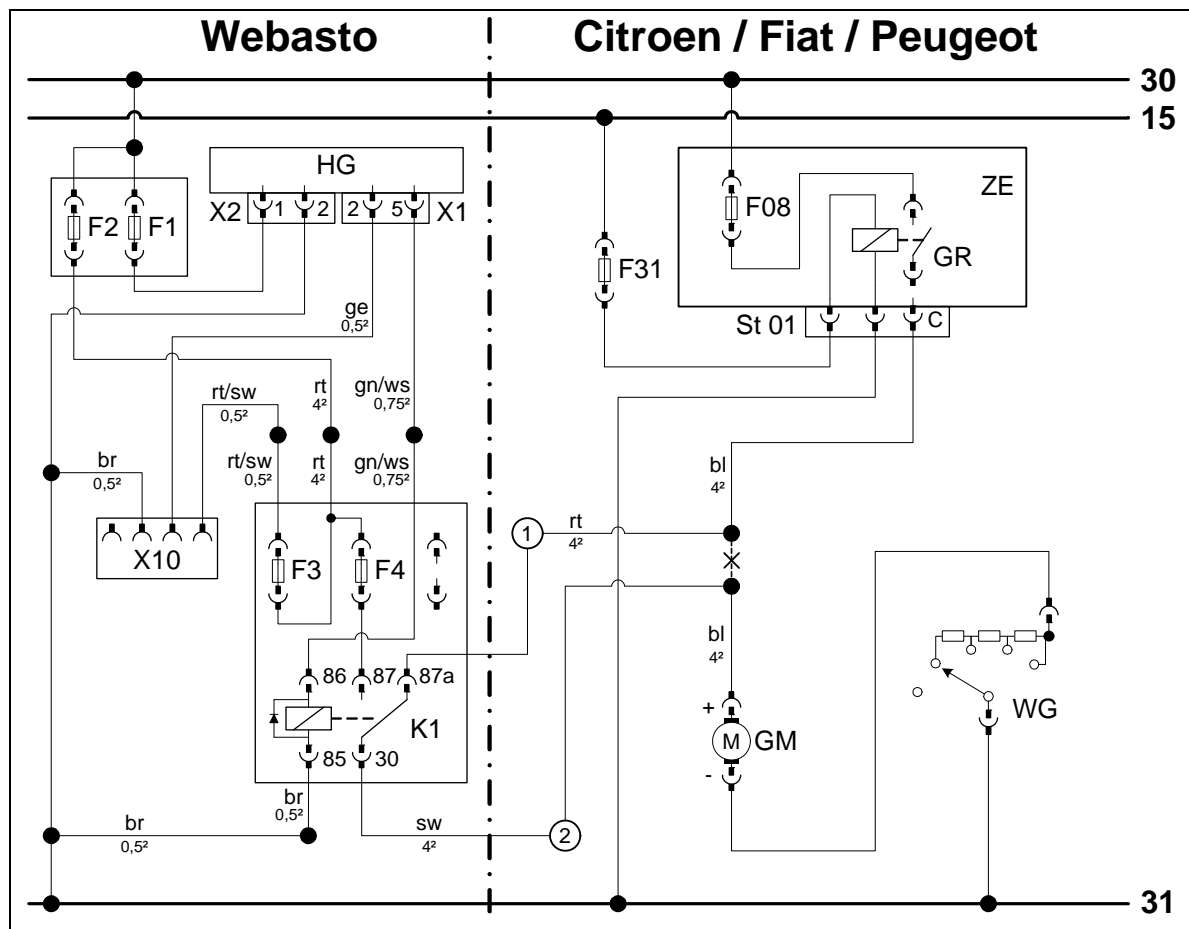 Webasto
Citroen / Fiat / Peugeot
30
15
HG
ZE
X2 1 2 2 5 X1
F2 F1
F08
F31
GR
St 01 C
ge
0,5²
rt/sw
0,5²
rt
4²
gn/ws
0,75²
br
0,5²
rt/sw
0,5²
rt
4²
gn/ws
0,75²
bl
4²
X10
F3 F4
1
rt
4²
bl
4²
86 87 87a
K1
85 30
+
M GM
-
WG
br
0,5²
br
0,5²
sw
4²
2
31